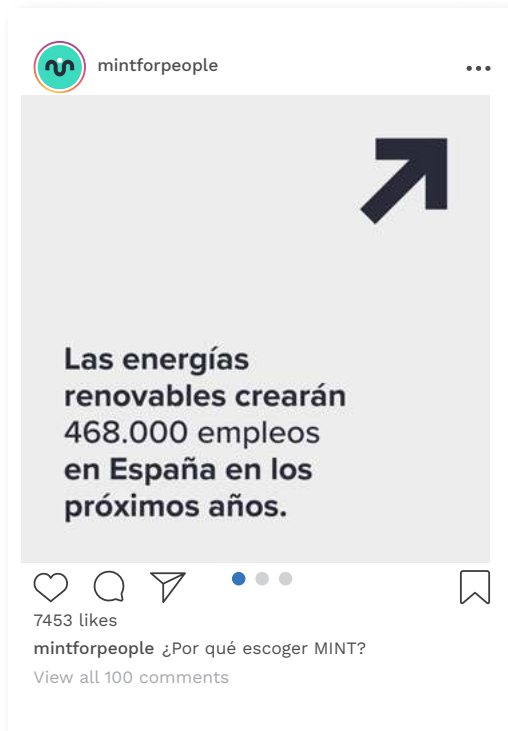 mintforpeople
Las energías
renovables crearán
468.000 empleos
en España en los
próximos años.
7453 likes
mintforpeople ¿Por qué escoger MINT?
View all 100 comments